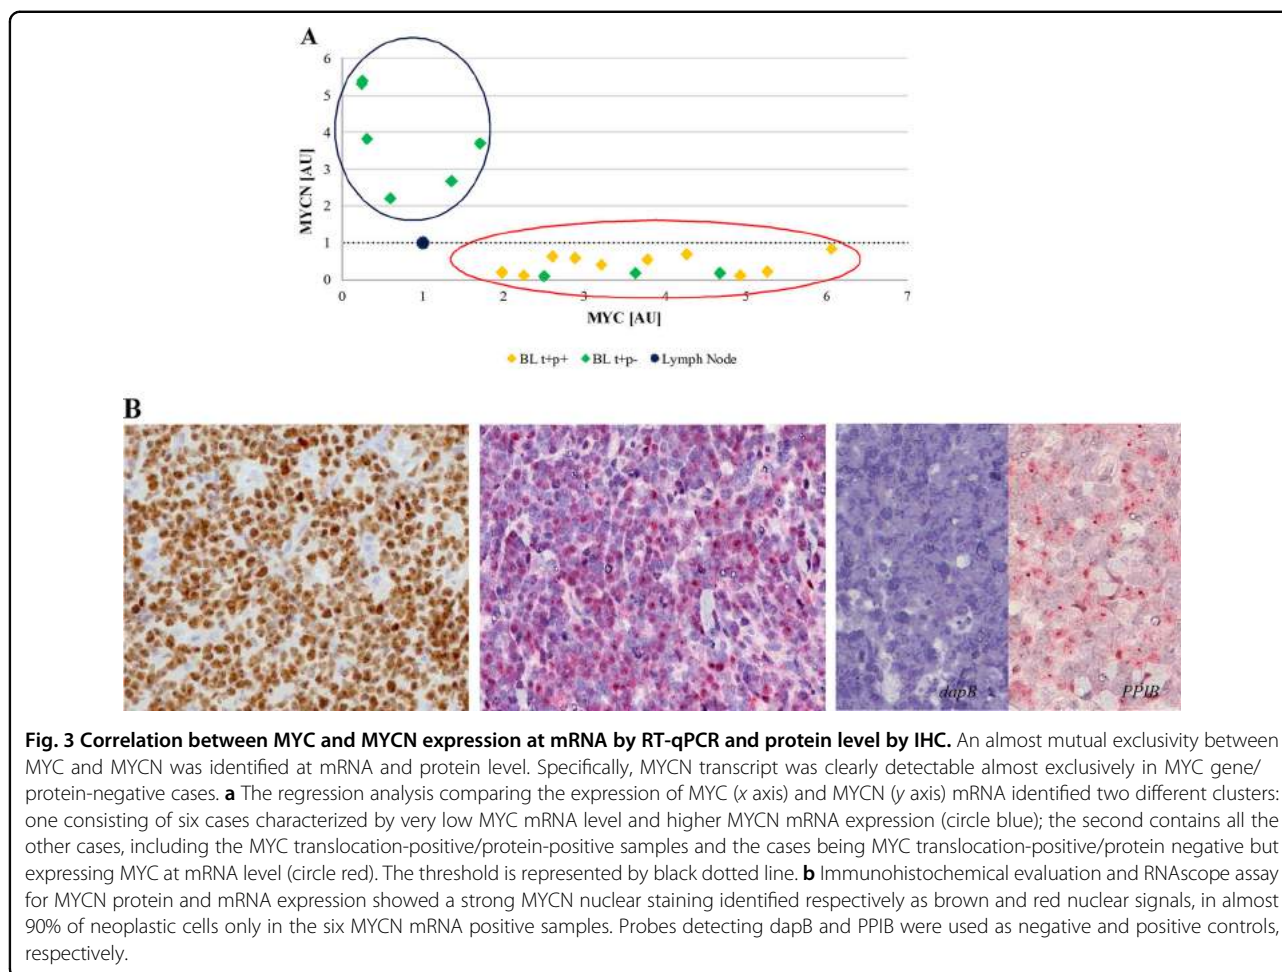 A
6
5
4
3
2
1
0
MYCN [AU]
0 1 2 3 4 5 6 7
MYC [AU]
BL t+p+ BL t+p- Lymph Node
B
dapB PPIB
Fig. 3 Correlation between MYC and MYCN expression at mRNA by RT-qPCR and protein level by IHC. An almost mutual exclusivity between
MYC and MYCN was identified at mRNA and protein level. Specifically, MYCN transcript was clearly detectable almost exclusively in MYC gene/
protein-negative cases. a The regression analysis comparing the expression of MYC (x axis) and MYCN (y axis) mRNA identified two different clusters:
one consisting of six cases characterized by very low MYC mRNA level and higher MYCN mRNA expression (circle blue); the second contains all the
other cases, including the MYC translocation-positive/protein-positive samples and the cases being MYC translocation-positive/protein negative but
expressing MYC at mRNA level (circle red). The threshold is represented by black dotted line. b Immunohistochemical evaluation and RNAscope assay
for MYCN protein and mRNA expression showed a strong MYCN nuclear staining identified respectively as brown and red nuclear signals, in almost
90% of neoplastic cells only in the six MYCN mRNA positive samples. Probes detecting dapB and PPIB were used as negative and positive controls,
respectively.